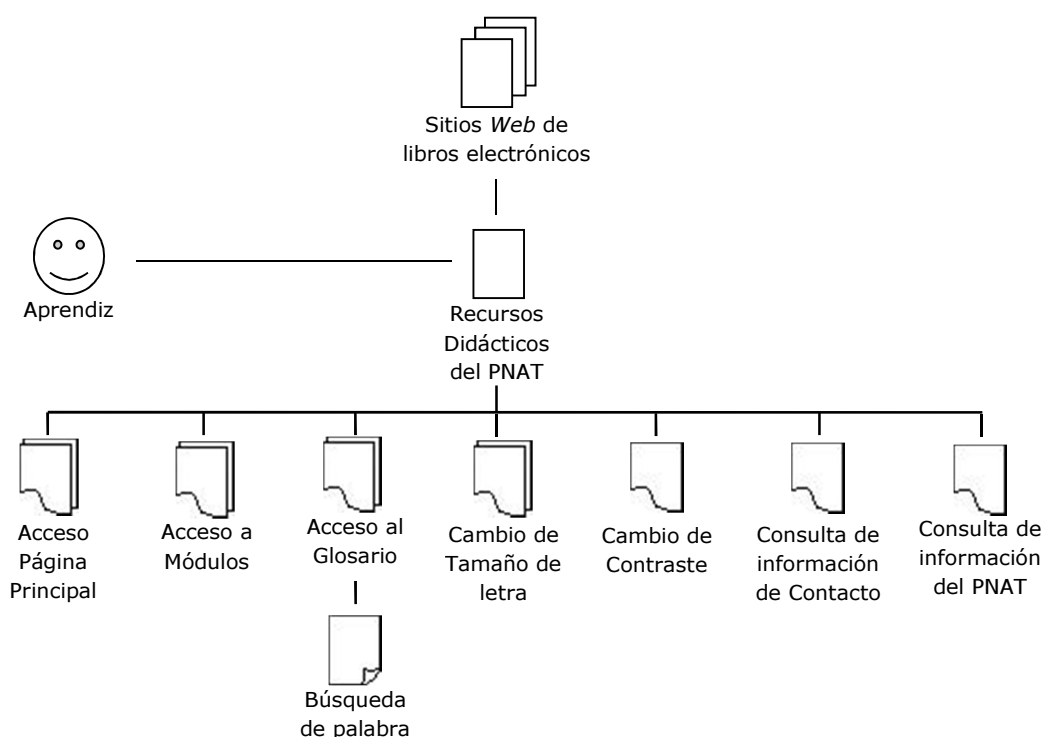 Sitios Web de
libros electrónicos
Aprendiz
Recursos
Didácticos
del PNAT
Acceso
Página
Principal
Acceso a
Módulos
Acceso al
Glosario
Cambio de
Tamaño de
letra
Cambio de
Contraste
Consulta de
información
de Contacto
Consulta de
información
del PNAT
Búsqueda
de palabra